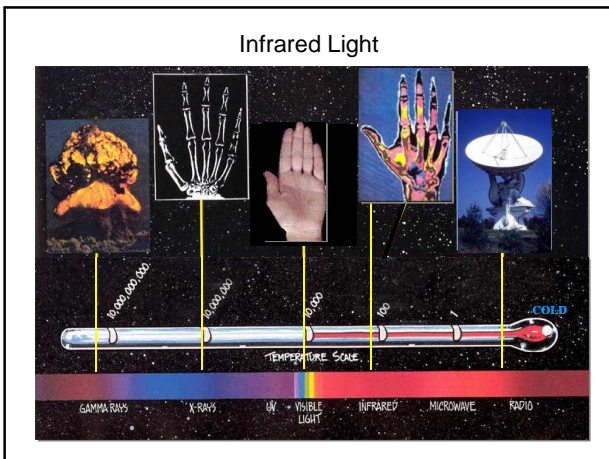 Infrared Light
10,000,000,000.
10,000,000
10,000
100
1
COLD
TEMPERATURE SCALE
GAMMA RAYS X-RAYS UV VISIBLE LIGHT INFRARED MICROWAVE RADIO